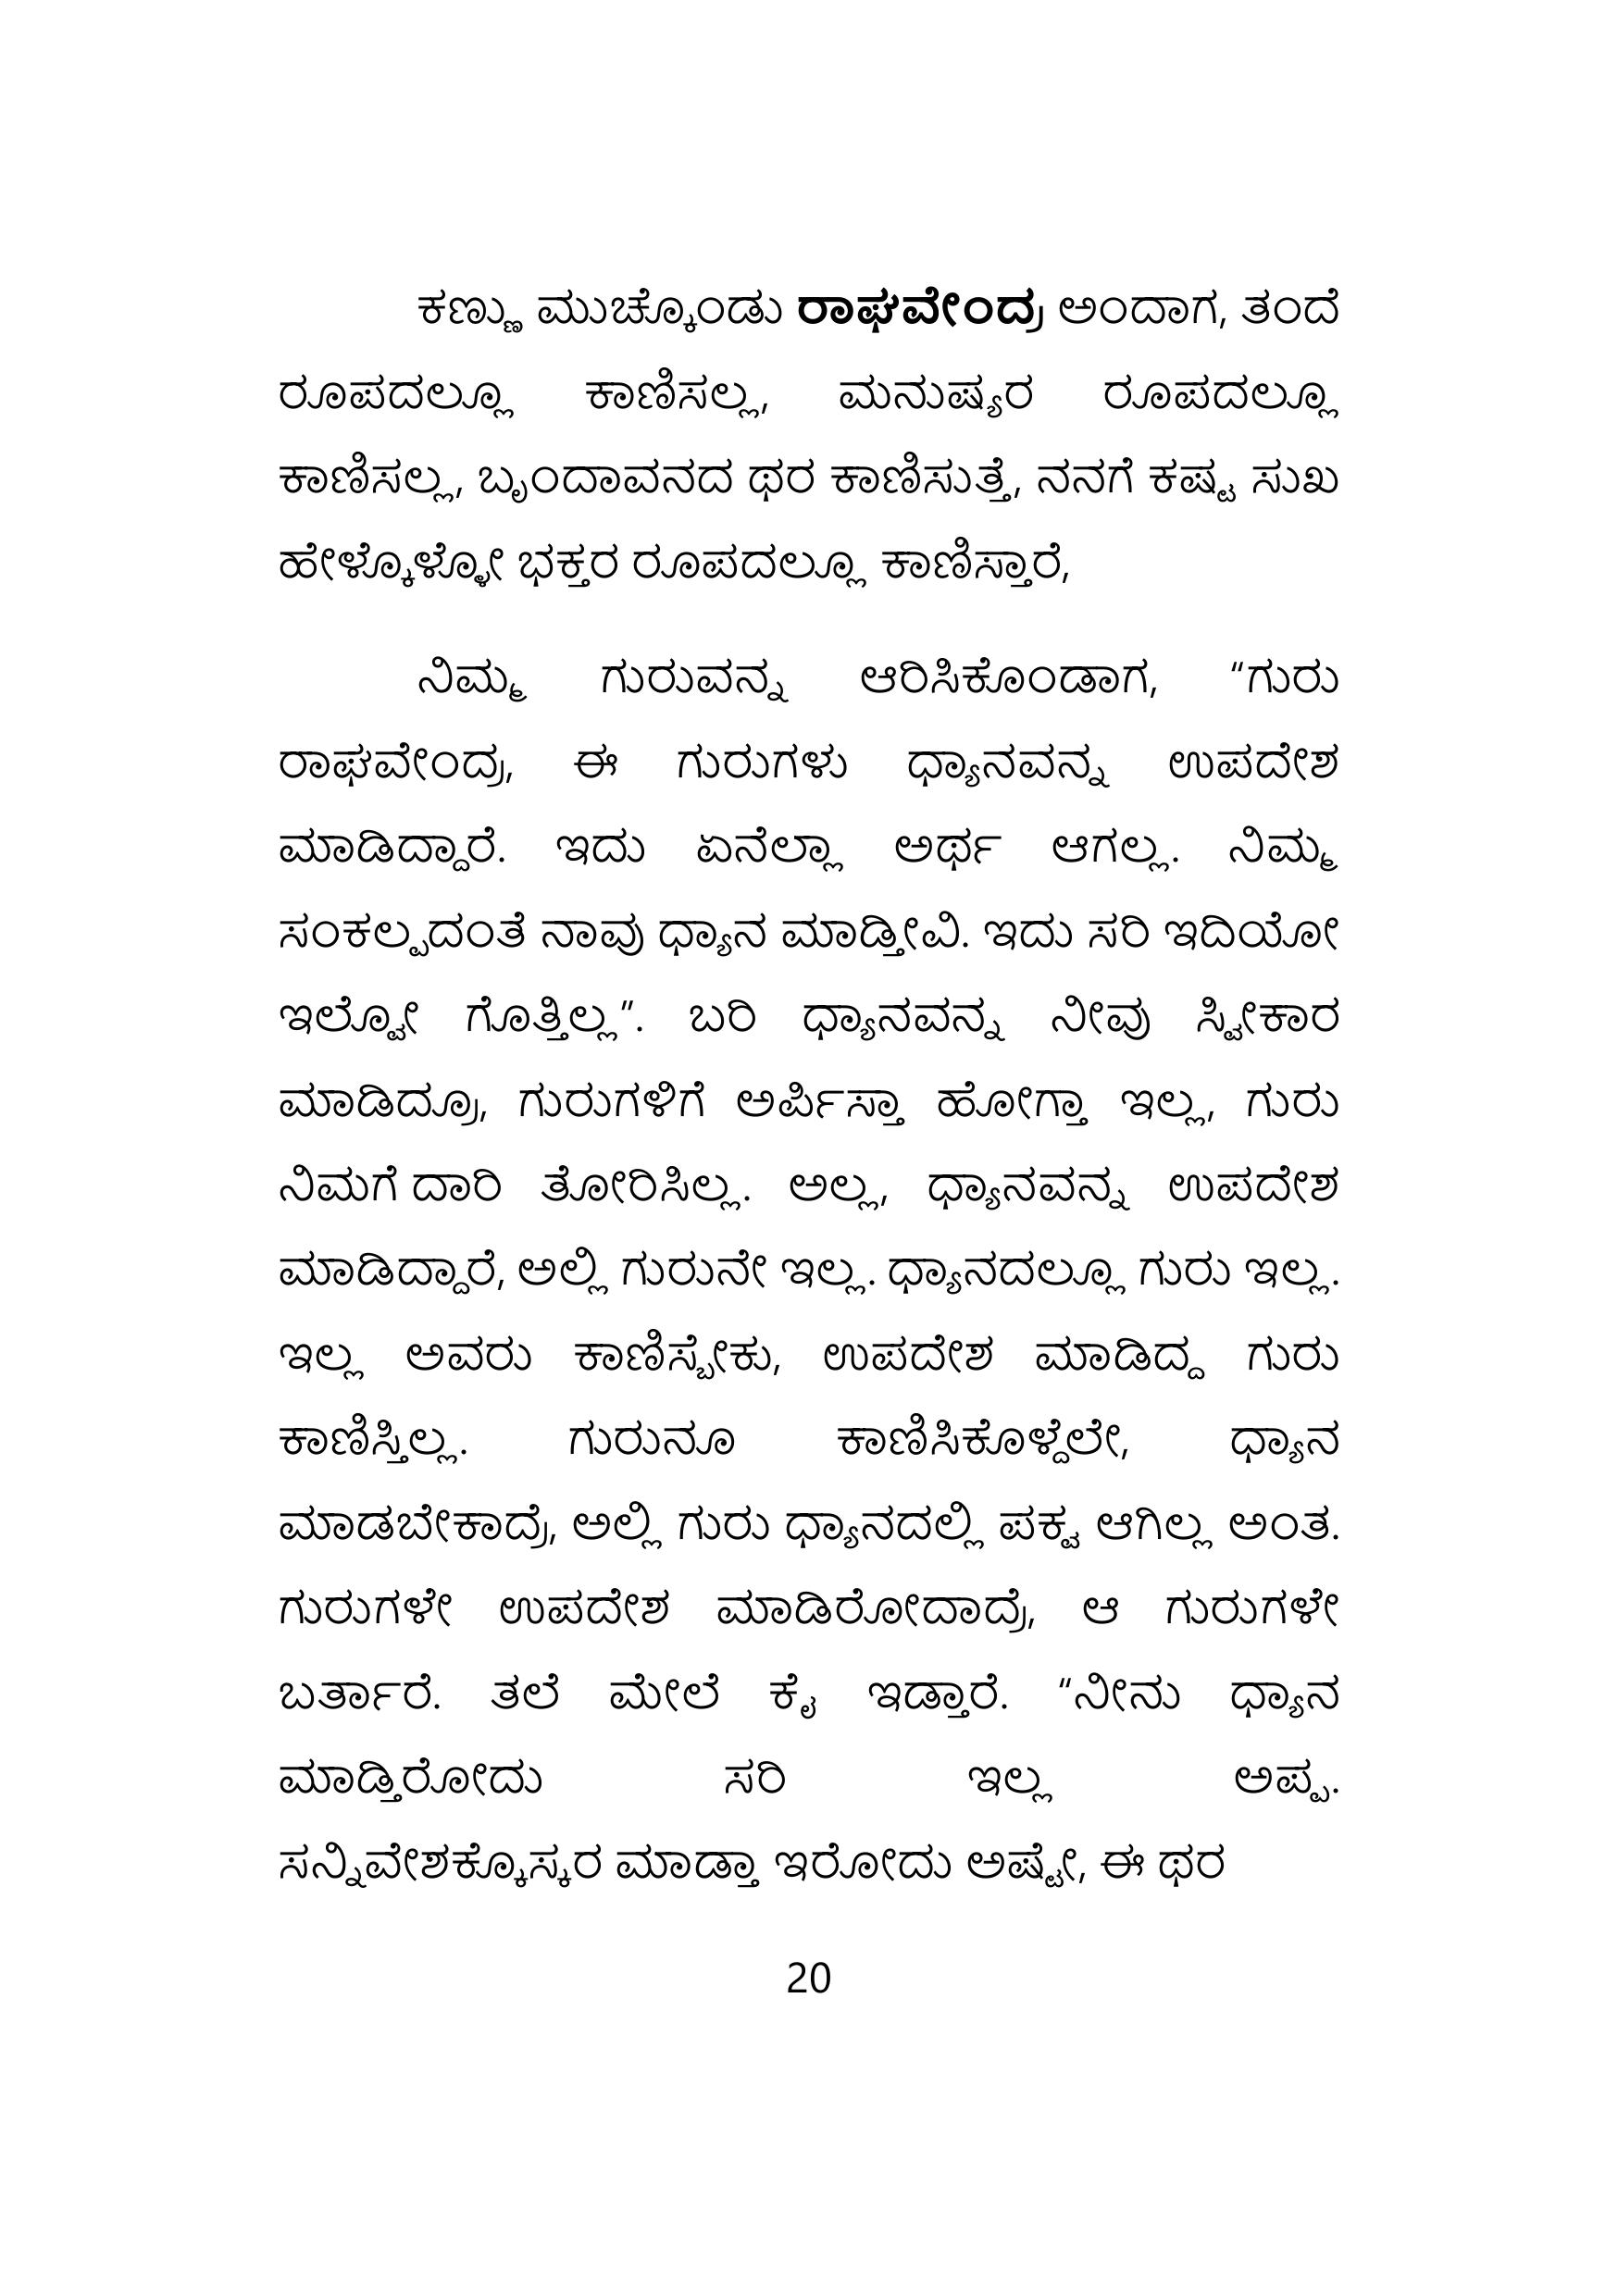 ಕಣ್ಣು ಮುಚ್ಕೊಂಡು ರಾಘವೇಂದ್ರ ಅಂದಾಗ, ತಂದೆ
ರೂಪದಲ್ಲೂ ಕಾಣಿಸಲ್ಲ, ಮನುಷ್ಯರ ರೂಪದಲ್ಲೂ
ಕಾಣಿಸಲ್ಲ, ಬೃಂದಾವನದ ಥರ ಕಾಣಿಸುತ್ತೆ, ನನಗೆ ಕಷ್ಟ ಸುಖ
ಹೇಳ್ಕೊಳ್ಳೋ ಭಕ್ತರ ರೂಪದಲ್ಲೂ ಕಾಣಿಸ್ತಾರೆ,
ನಿಮ್ಮ ಗುರುವನ್ನ ಆರಿಸಿಕೊಂಡಾಗ, “ಗುರು
ರಾಘವೇಂದ್ರ, ಈ ಗುರುಗಳು ಧ್ಯಾನವನ್ನ ಉಪದೇಶ
ಮಾಡಿದ್ದಾರೆ. ಇದು ಏನೆಲ್ಲಾ ಅರ್ಥ ಆಗಲ್ಲ. ನಿಮ್ಮ
ಸಂಕಲ್ಪದಂತೆ ನಾವು ಧ್ಯಾನ ಮಾಡ್ತೀವಿ. ಇದು ಸರಿ ಇದಿಯೋ
ಇಲ್ವೋ ಗೊತ್ತಿಲ್ಲ”. ಬರಿ ಧ್ಯಾನವನ್ನ ನೀವು ಸ್ವೀಕಾರ
ಮಾಡಿದ್ರೂ, ಗುರುಗಳಿಗೆ ಅರ್ಪಿಸ್ತಾ ಹೋಗ್ತಾ ಇಲ್ಲ, ಗುರು
ನಿಮಗೆ ದಾರಿ ತೋರಿಸಿಲ್ಲ. ಅಲ್ಲ, ಧ್ಯಾನವನ್ನ ಉಪದೇಶ
ಮಾಡಿದ್ದಾರೆ, ಅಲ್ಲಿ ಗುರುನೇ ಇಲ್ಲ. ಧ್ಯಾನದಲ್ಲೂ ಗುರು ಇಲ್ಲ.
ಇಲ್ಲ ಅವರು ಕಾಣಿಸ್ಬೇಕು, ಉಪದೇಶ ಮಾಡಿದ್ದ ಗುರು
ಕಾಣಿಸ್ತಿಲ್ಲ. ಗುರುನೂ ಕಾಣಿಸಿಕೊಳ್ದೆಲೇ, ಧ್ಯಾನ
ಮಾಡಬೇಕಾದ್ರೆ, ಅಲ್ಲಿ ಗುರು ಧ್ಯಾನದಲ್ಲಿ ಪಕ್ವ ಆಗಿಲ್ಲ ಅಂತ.
ಗುರುಗಳೇ ಉಪದೇಶ ಮಾಡಿರೋದಾದ್ರೆ, ಆ ಗುರುಗಳೇ
ಬರ್ತಾರೆ. ತಲೆ ಮೇಲೆ ಕೈ ಇಡ್ತಾರೆ. “ನೀನು ಧ್ಯಾನ
ಮಾಡ್ತಿರೋದು ಸರಿ ಇಲ್ಲ ಅಪ್ಪ.
ಸನ್ನಿವೇಶಕ್ಕೊಸ್ಕರ ಮಾಡ್ತಾ ಇರೋದು ಅಷ್ಟೇ, ಈ ಥರ
20